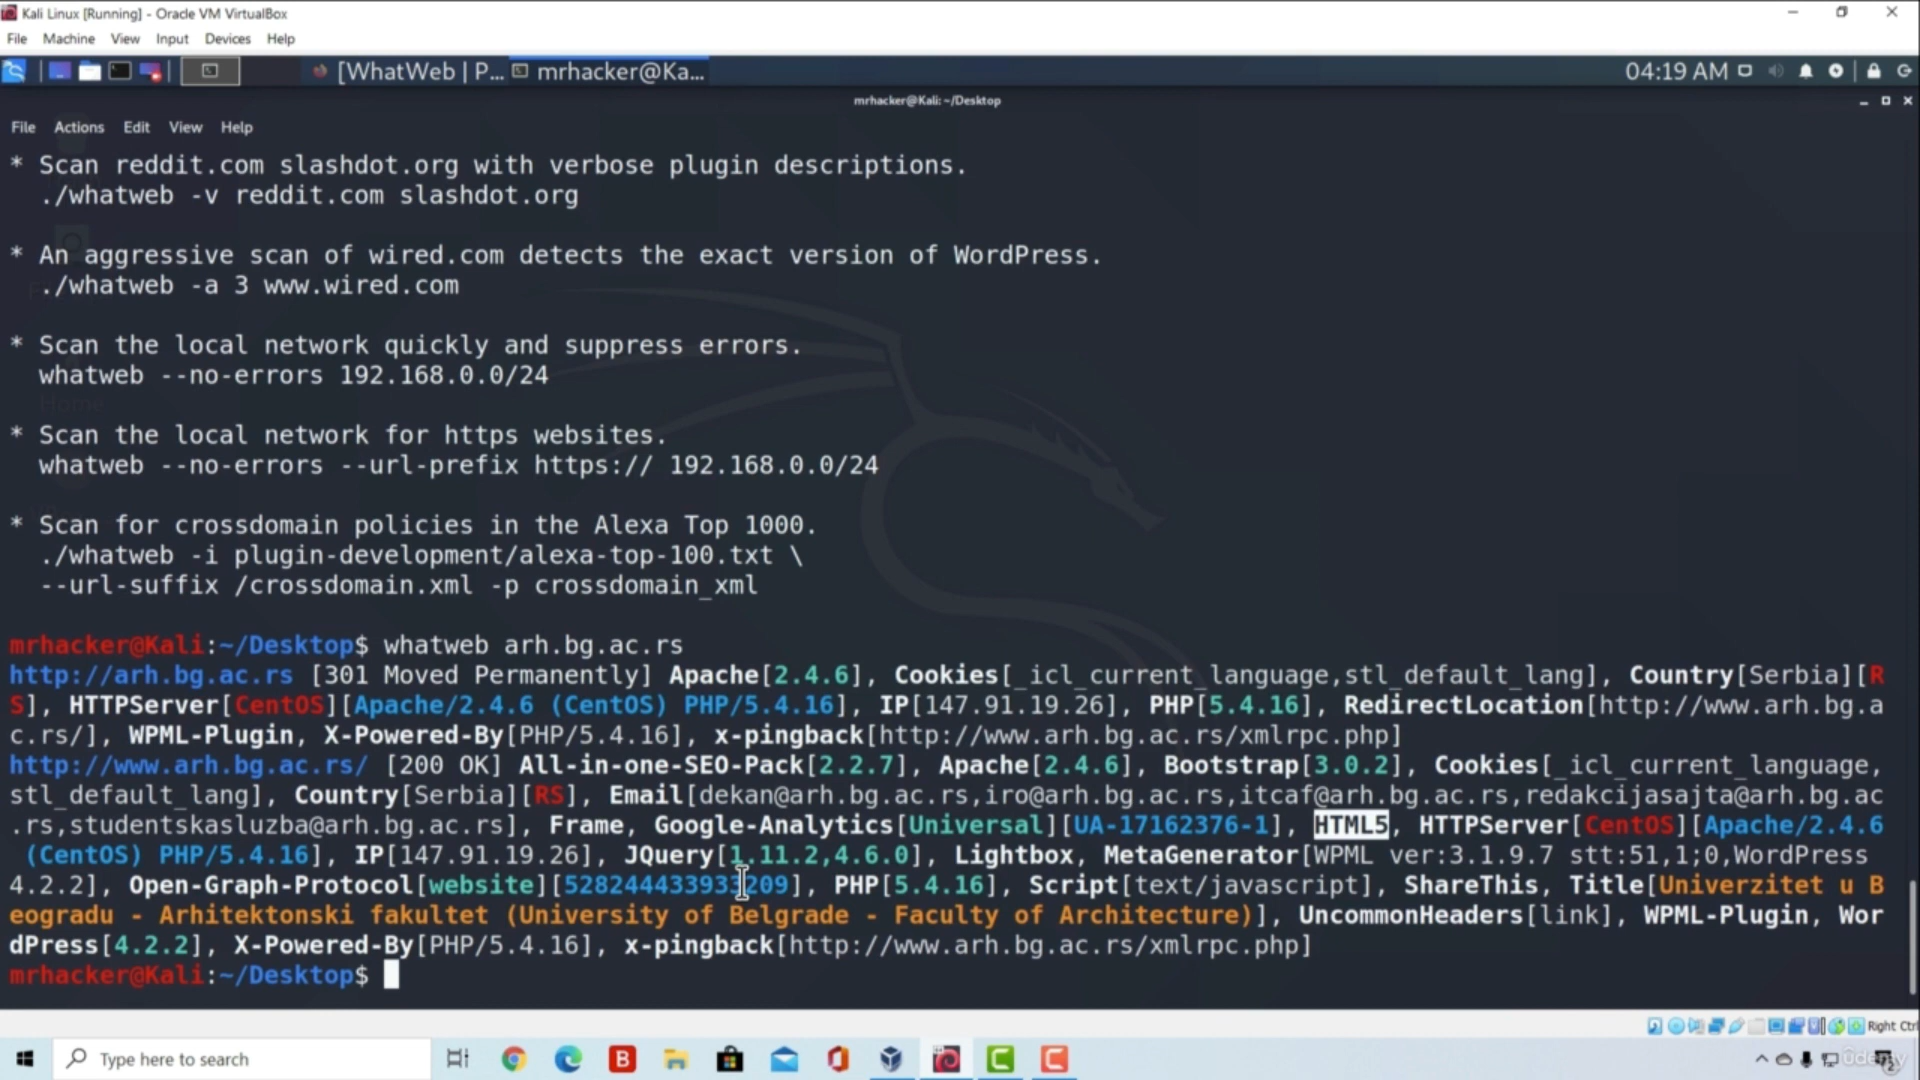 Kali Linux [Running] - Oracle VM VirtualBox
File Machine View Input Devices Help
[WhatWeb | P... mrhacker@Ka... 04:19 AM
mrhacker@Kali: ~/Desktop
File Actions Edit View Help
* Scan reddit.com slashdot.org with verbose plugin descriptions.
./whatweb -v reddit.com slashdot.org
* An aggressive scan of wired.com detects the exact version of WordPress.
./whatweb -a 3 www.wired.com
* Scan the local network quickly and suppress errors.
whatweb --no-errors 192.168.0.0/24
Home
* Scan the local network for https websites.
whatweb --no-errors --url-prefix https:// 192.168.0.0/24
* Scan for crossdomain policies in the Alexa Top 1000.
./whatweb -i plugin-development/alexa-top-100.txt \
--url-suffix /crossdomain.xml -p crossdomain_xml
mrhacker@Kali:~/Desktop$ whatweb arh.bg.ac.rs
http://arh.bg.ac.rs [301 Moved Permanently] Apache[2.4.6], Cookies[_icl_current_language,stl_default_lang], Country[Serbia][R
S], HTTPServer[CentOS][Apache/2.4.6 (CentOS) PHP/5.4.16], IP[147.91.19.26], PHP[5.4.16], RedirectLocation[http://www.arh.bg.a
c.rs/], WPML-Plugin, X-Powered-By[PHP/5.4.16], x-pingback[http://www.arh.bg.ac.rs/xmlrpc.php]
http://www.arh.bg.ac.rs/ [200 OK] All-in-one-SEO-Pack[2.2.7], Apache[2.4.6], Bootstrap[3.0.2], Cookies[_icl_current_language,
stl_default_lang], Country[Serbia][RS], Email[dekan@arh.bg.ac.rs,iro@arh.bg.ac.rs,itcaf@arh.bg.ac.rs,redakcijasajta@arh.bg.ac
.rs,studentskasluzba@arh.bg.ac.rs], Frame, Google-Analytics[Universal][UA-17162376-1], HTML5, HTTPServer[CentOS][Apache/2.4.6
(CentOS) PHP/5.4.16], IP[147.91.19.26], JQuery[1.11.2,4.6.0], Lightbox, MetaGenerator[WPML ver:3.1.9.7 stt:51,1;0,WordPress
4.2.2], Open-Graph-Protocol[website][528244433931209], PHP[5.4.16], Script[text/javascript], ShareThis, Title[Univerzitet u B
eogradu - Arhitektonski fakultet (University of Belgrade - Faculty of Architecture)], UncommonHeaders[link], WPML-Plugin, Wor
dPress[4.2.2], X-Powered-By[PHP/5.4.16], x-pingback[http://www.arh.bg.ac.rs/xmlrpc.php]
mrhacker@Kali:~/Desktop$
Right Ctrl
Type here to search
ûdemy